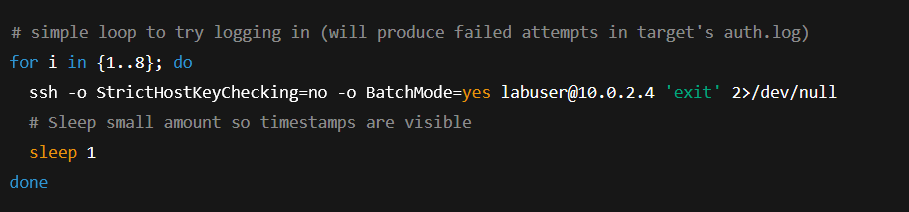 # simple loop to try logging in (will produce failed attempts in target's auth.log)
for i in {1..8}; do
  ssh -o StrictHostKeyChecking=no -o BatchMode=yes labuser@10.0.2.4 'exit' 2>/dev/null
  # Sleep small amount so timestamps are visible
  sleep 1
done